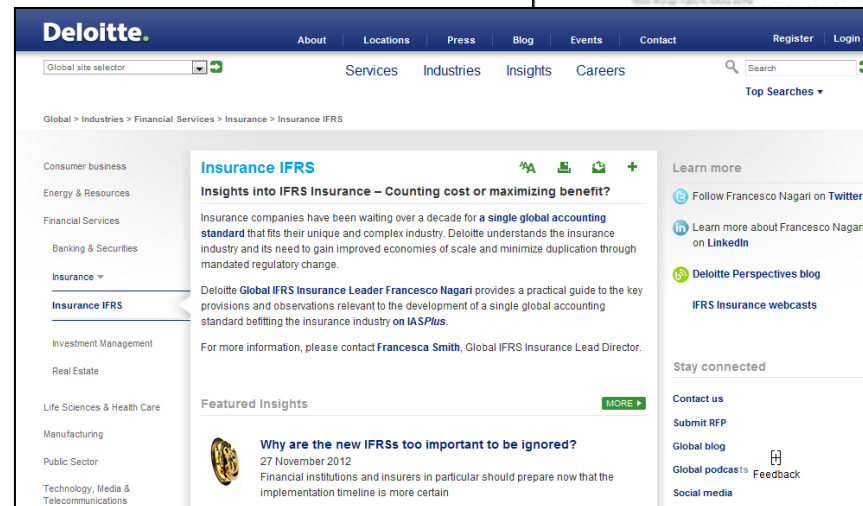 Deloitte.
About
Locations
Press
Blog
Events
Contact
Register
Login
Global site selector
Services
Industries
Insights
Careers
Search
Top Searches
Global > Industries > Financial Services > Insurance > Insurance IFRS
Consumer business
Energy & Resources
Financial Services
Banking & Securities
Insurance
Insurance IFRS
Investment Management
Real Estate
Life Sciences & Health Care
Manufacturing
Public Sector
Technology, Media &
Telecommunications
Insurance IFRS
AAA
Insights into IFRS Insurance – Counting cost or maximizing benefit?
Insurance companies have been waiting over a decade for a single global accounting
standard that fits their unique and complex industry. Deloitte understands the insurance
industry and its need to gain improved economies of scale and minimize duplication through
mandated regulatory change.
Deloitte Global IFRS Insurance Leader Francesco Nagari provides a practical guide to the key
provisions and observations relevant to the development of a single global accounting
standard befitting the insurance industry on IASPlus.
For more information, please contact Francesca Smith, Global IFRS Insurance Lead Director.
Featured Insights
MORE
Why are the new IFRSs too important to be ignored?
27 November 2012
Financial institutions and insurers in particular should prepare now that the
implementation timeline is more certain
Learn more
Follow Francesco Nagari on Twitter
Learn more about Francesco Nagari
on LinkedIn
Deloitte Perspectives blog
IFRS Insurance webcasts
Stay connected
Contact us
Submit RFP
Global blog
Global podcasts
[+]
Feedback
Social media